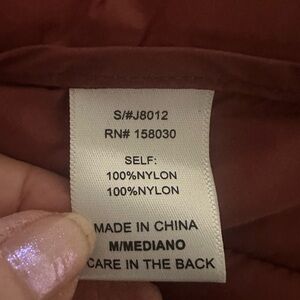 S/#J8012
RN# 158030
SELF:
100%NYLON
100%NYLON
MADE IN CHINA
M/MEDIANO
CARE IN THE BACK